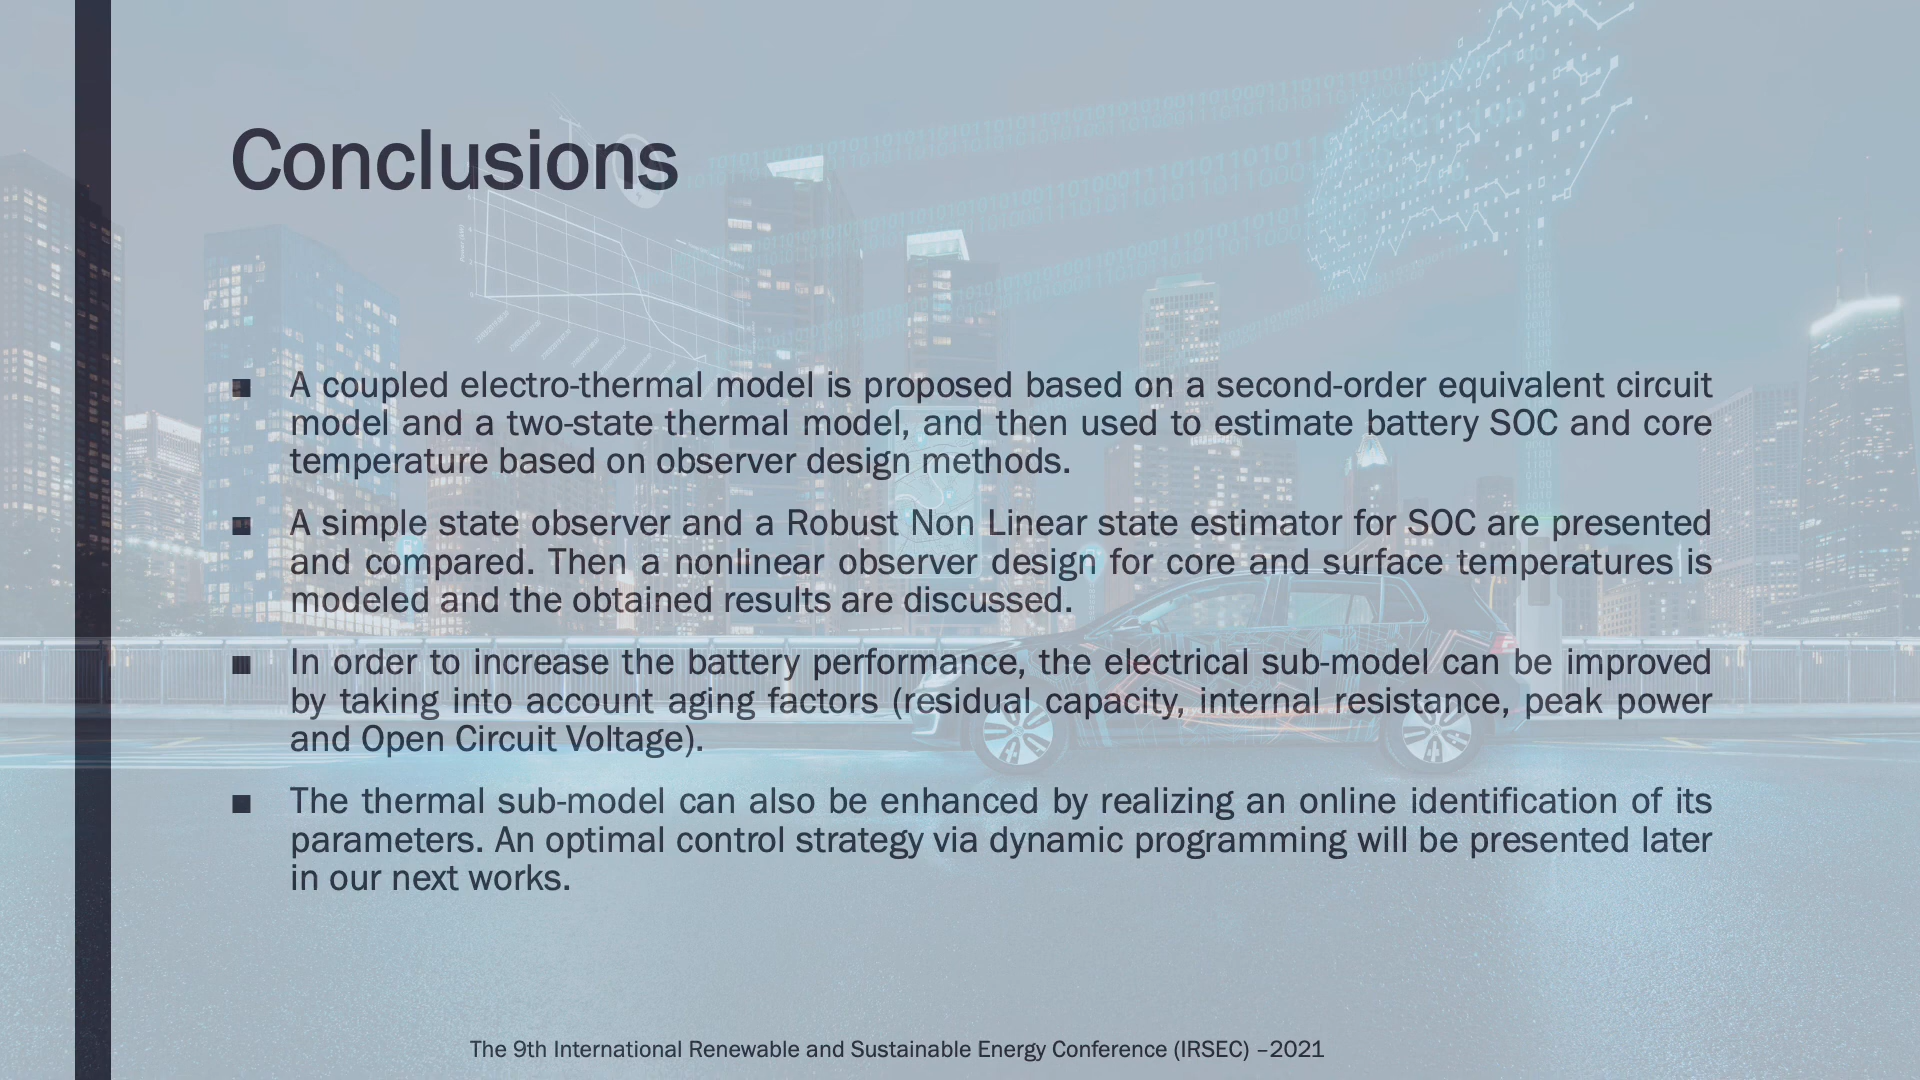 Conclusions
■ A coupled electro-thermal model is proposed based on a second-order equivalent circuit
model and a two-state thermal model, and then used to estimate battery SOC and core
temperature based on observer design methods.
■ A simple state observer and a Robust Non Linear state estimator for SOC are presented
and compared. Then a nonlinear observer design for core and surface temperatures is
modeled and the obtained results are discussed.
■ In order to increase the battery performance, the electrical sub-model can be improved
by taking into account aging factors (residual capacity, internal resistance, peak power
and Open Circuit Voltage).
■ The thermal sub-model can also be enhanced by realizing an online identification of its
parameters. An optimal control strategy via dynamic programming will be presented later
in our next works.
The 9th International Renewable and Sustainable Energy Conference (IRSEC) –2021